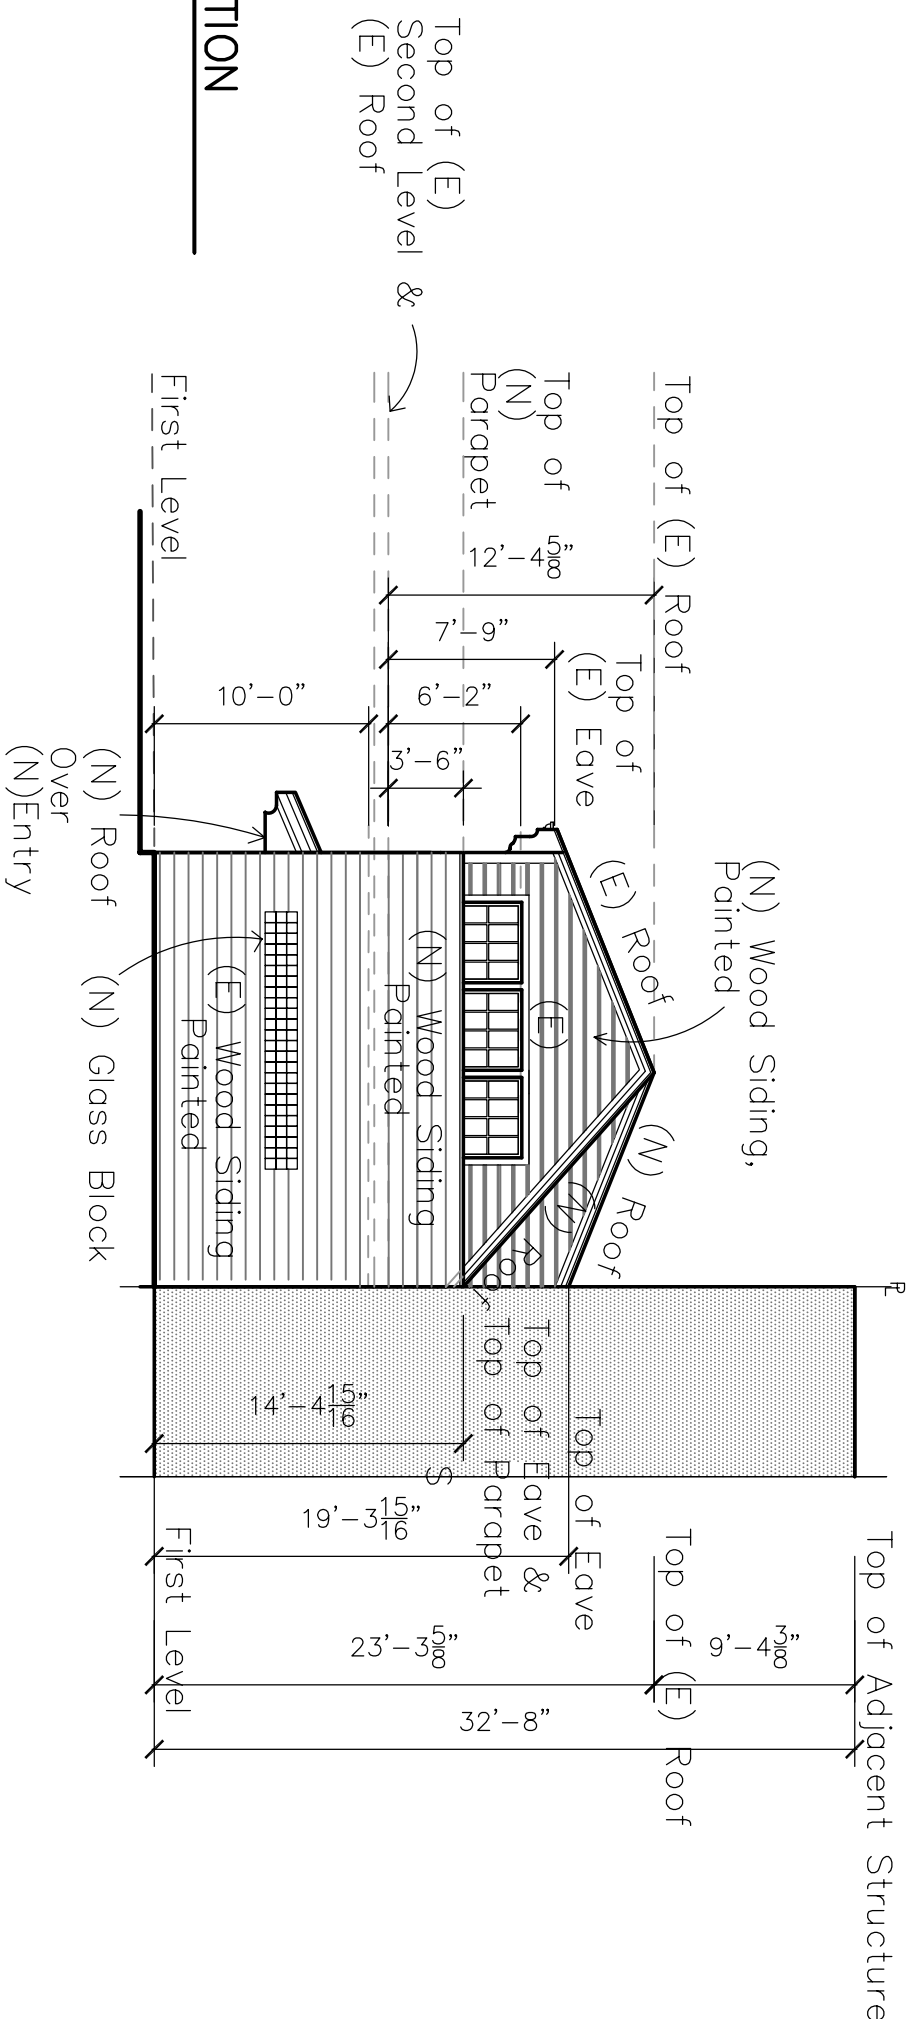 Top of Adjacent Structure
Top of (E) Roof
Top of (E) Roof
(N) Wood Siding,
Painted
Top of
(E) Eave
(E) Roof
(N) Roof
(N) Roof
(E)
Top of
(N)
Parapet
Top of Eave
Top of Eave &
Top of Parapet
S
Top of (E)
Second Level &
(E) Roof
(N) Wood Siding
Painted
(E) Wood Siding
Painted
First Level
First Level
(N) Roof
Over
(N)Entry
(N) Glass Block
12'-4 5/8"
7'-9"
6'-2"
3'-6"
10'-0"
14'-4 15/16"
19'-3 15/16"
23'-3 5/8"
9'-4 3/8"
32'-8"
PL
TION